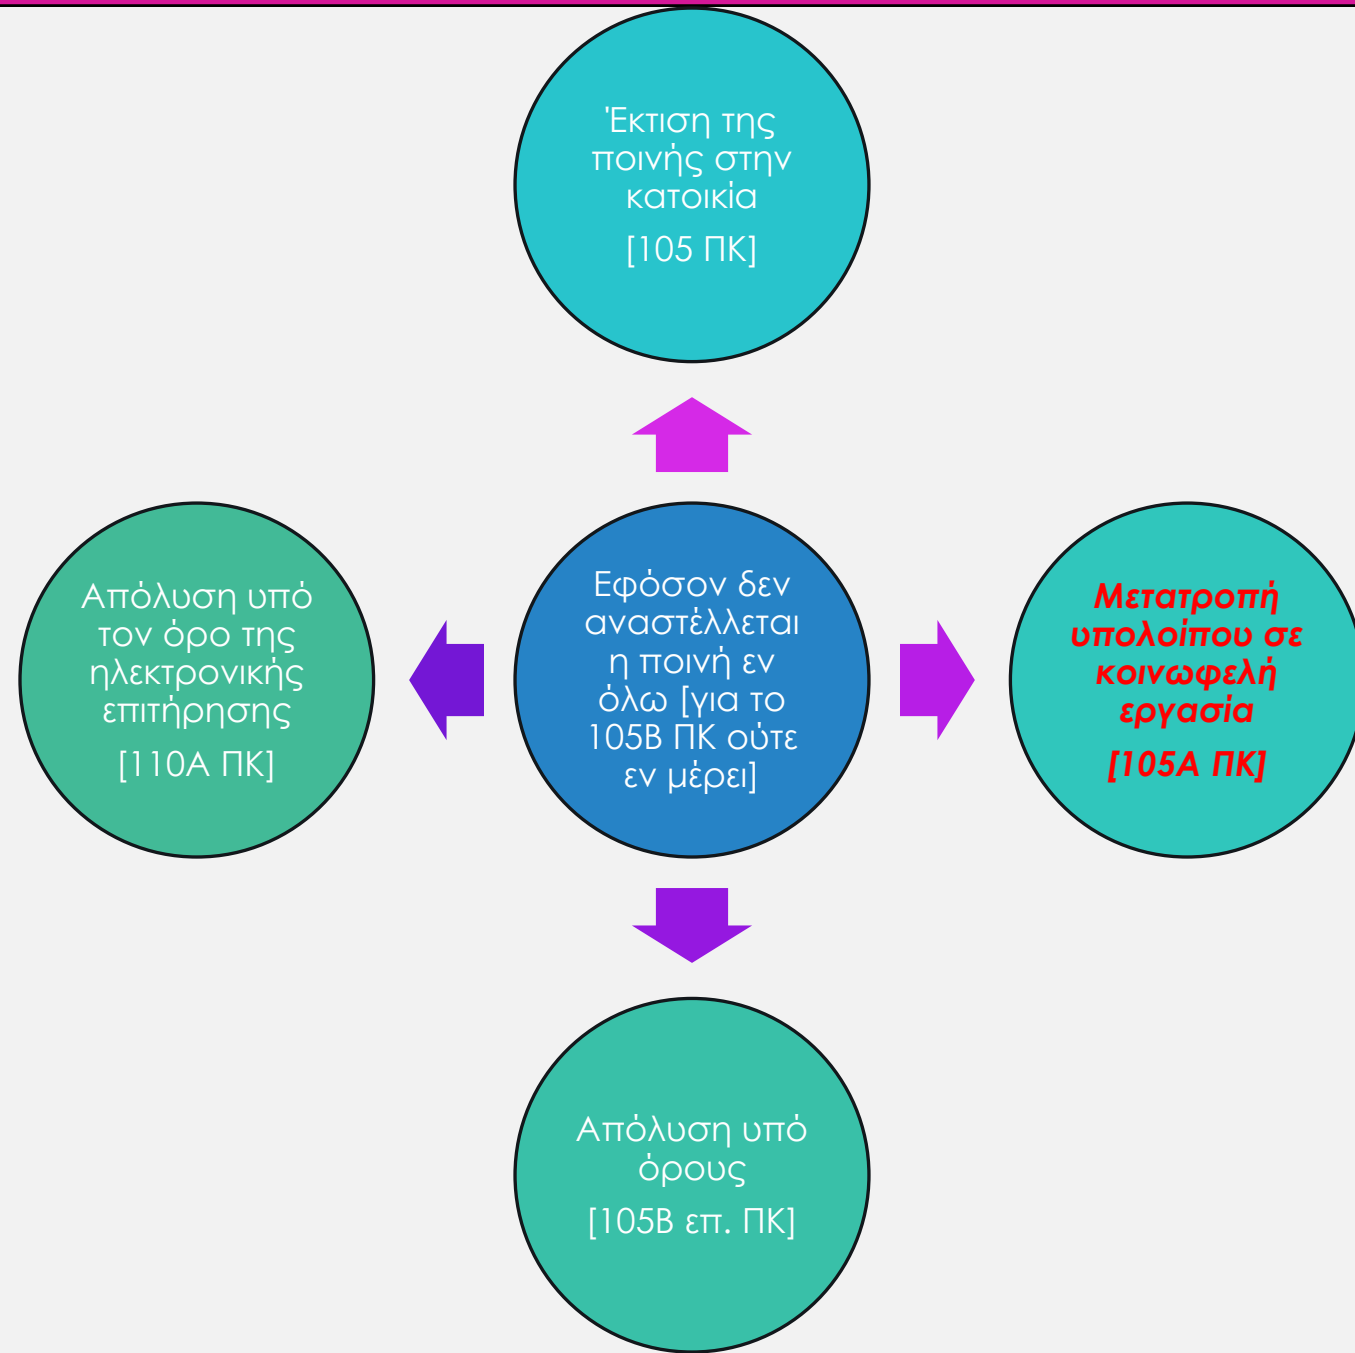 Έκτιση της
ποινής στην
κατοικία
[105 ΠΚ]
Απόλυση υπό
τον όρο της
ηλεκτρονικής
επιτήρησης
[110Α ΠΚ]
Εφόσον δεν
αναστέλλεται
η ποινή εν
όλω [για το
105Β ΠΚ ούτε
εν μέρει]
Μετατροπή
υπολοίπου σε
κοινωφελή
εργασία
[105Α ΠΚ]
Απόλυση υπό
όρους
[105Β επ. ΠΚ]